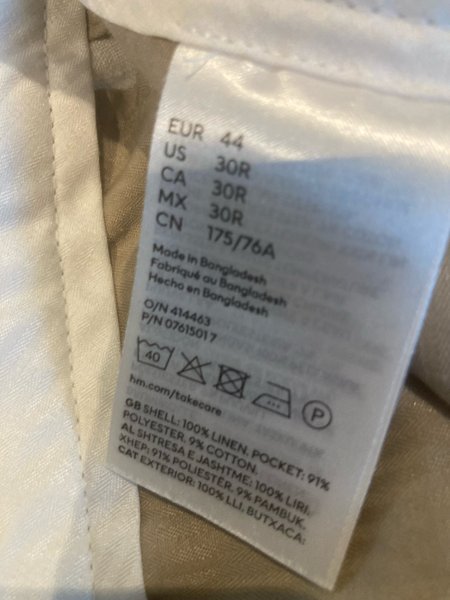 EUR 44
US 30R
CA 30R
MX 30R
CN 175/76A
Made in Bangladesh
Fabriqué au Bangladesh
Hecho en Bangladesh
O/N 414463
P/N 0761501 7
40 P
hm.com/takecare
GB SHELL: 100% LINEN. POCKET: 91%
POLYESTER. 9% COTTON.
AL SHTRESA E JASHTME: 100% LIRI.
XHEP: 91% POLIESTER. 9% PAMBUK.
CAT EXTERIOR: 100% LLI. BUTXACA: